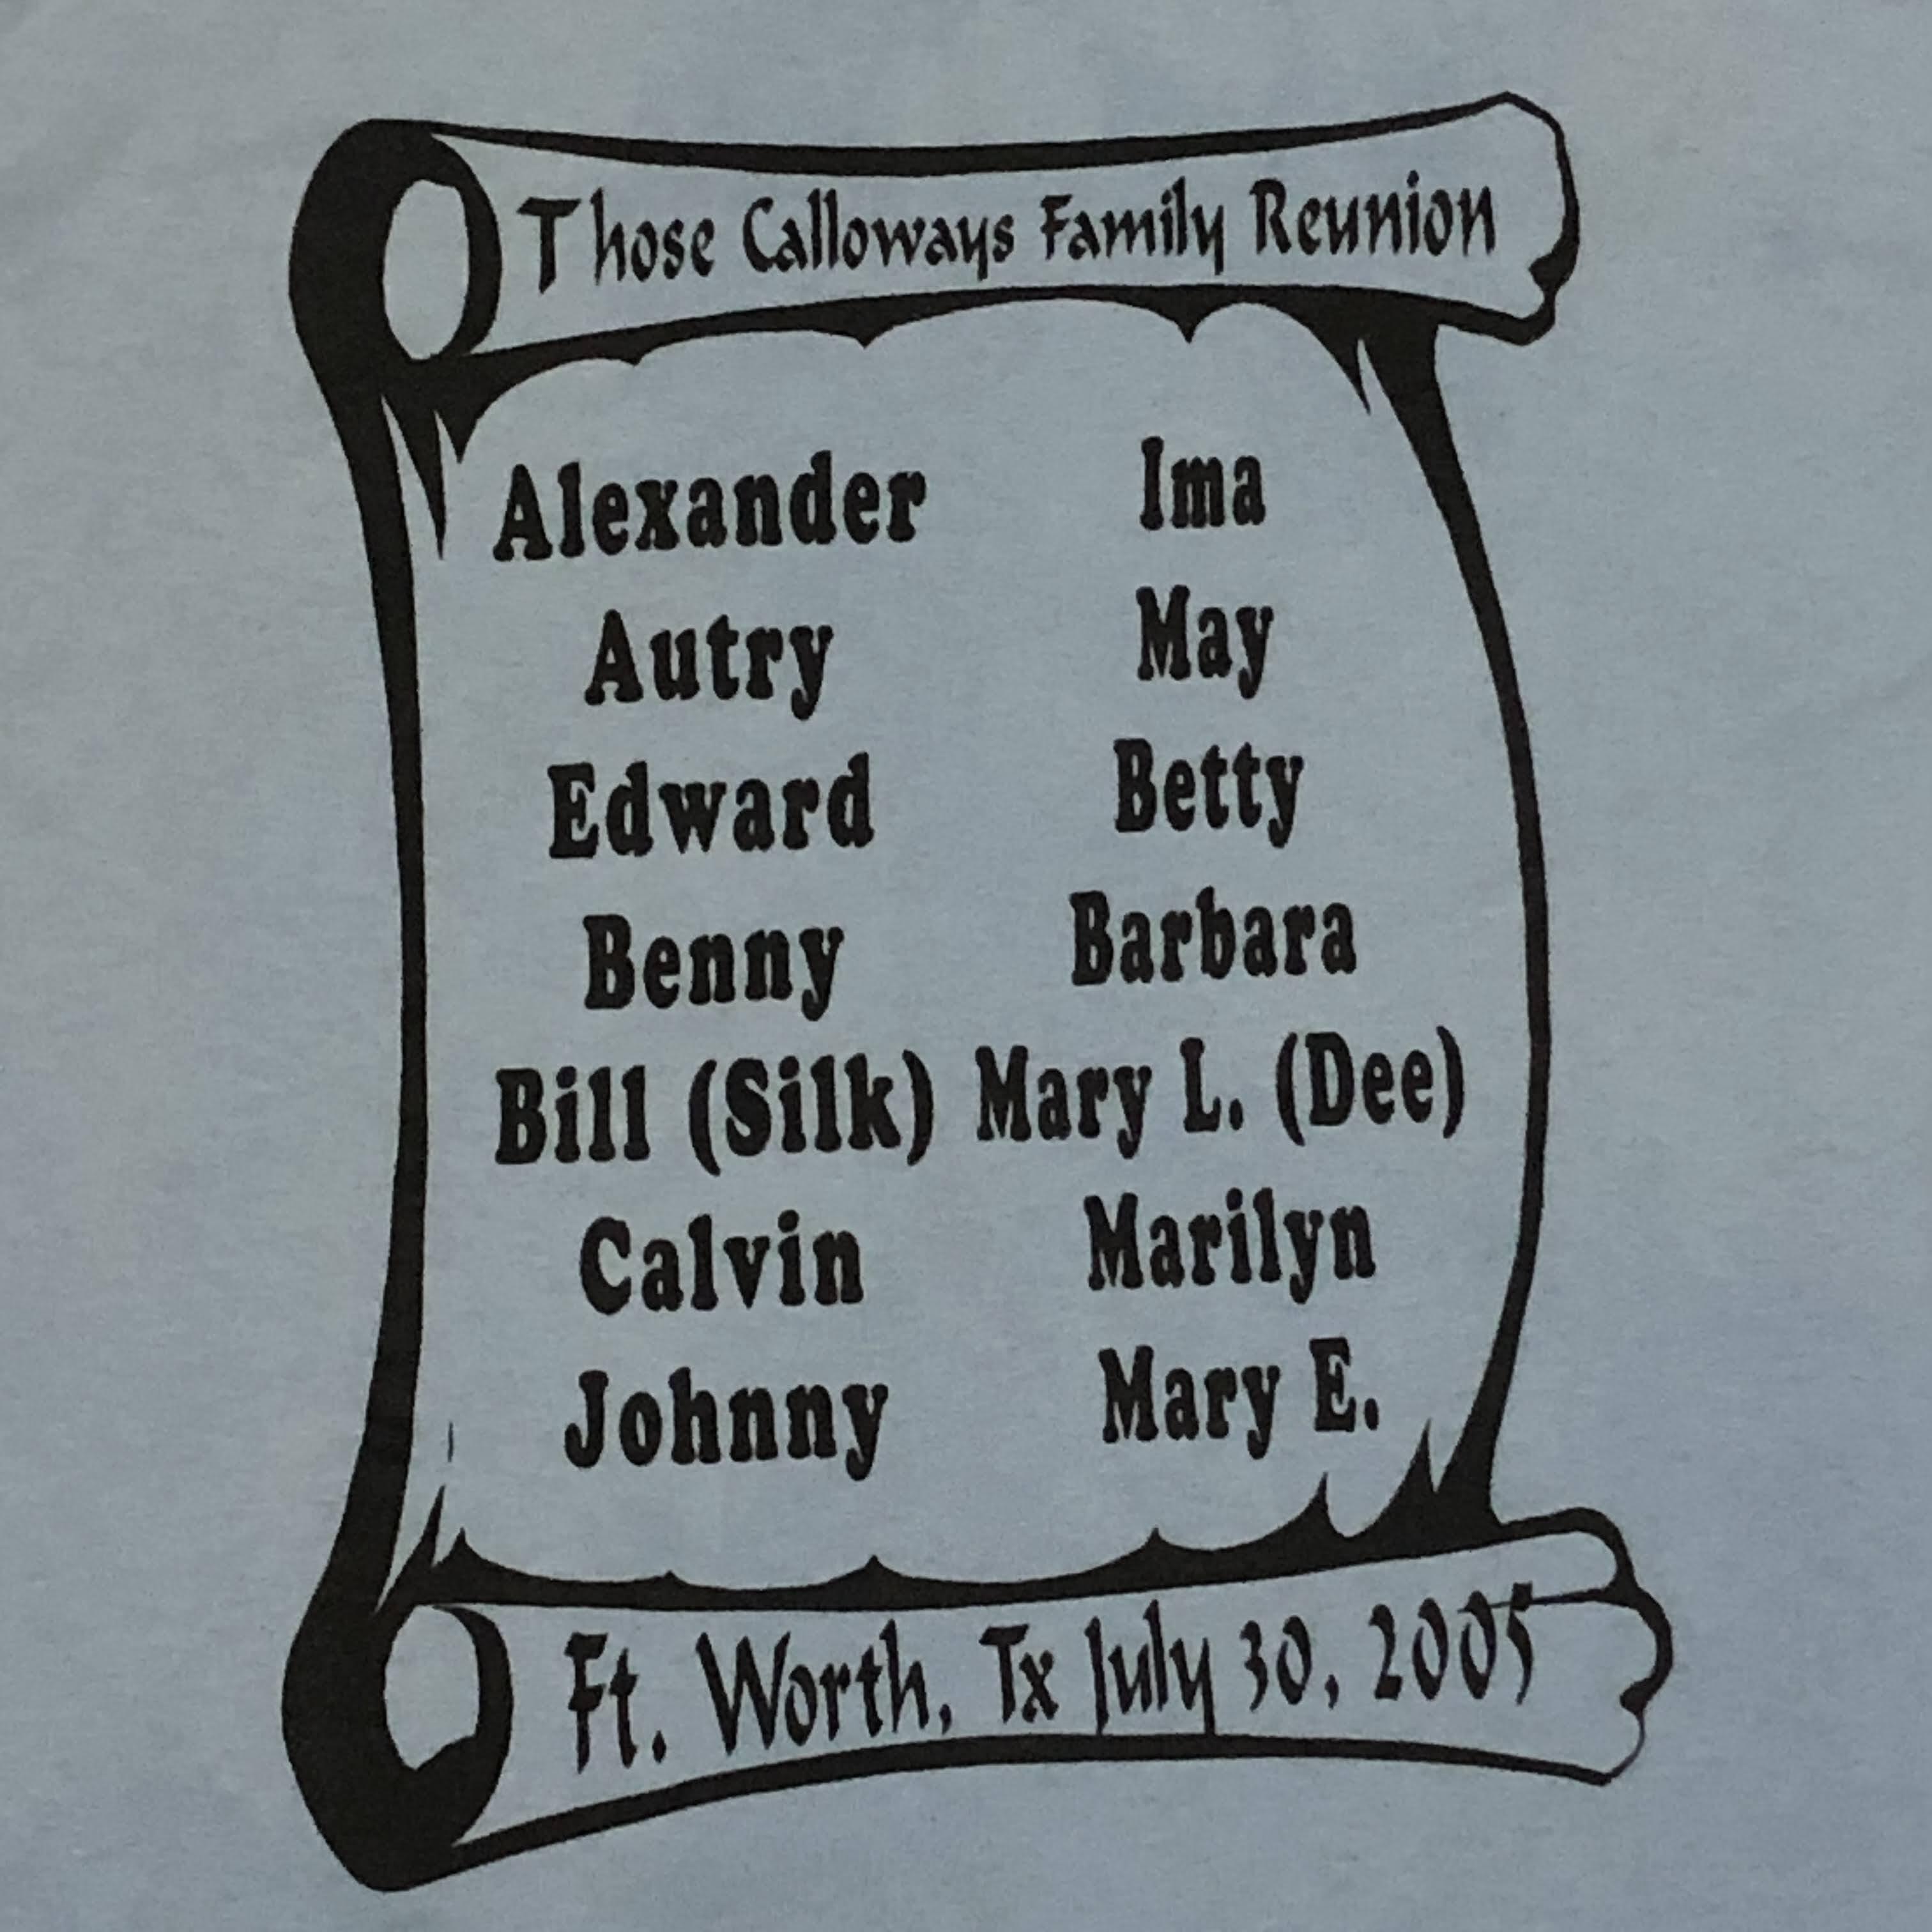 Those Calloways Family Reunion
Alexander Ima
Autry May
Edward Betty
Benny Barbara
Bill (Silk) Mary L. (Dee)
Calvin Marilyn
Johnny Mary E.
Ft. Worth, Tx July 30, 2005